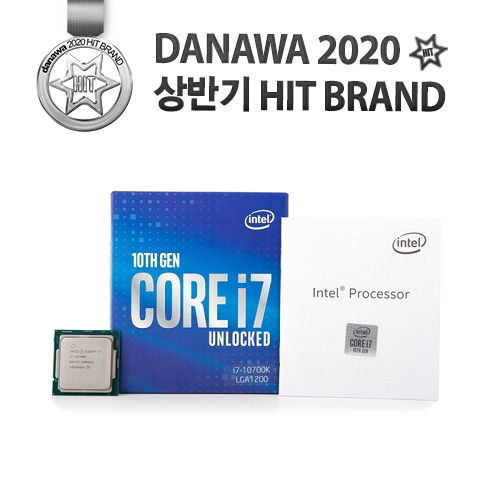 danawa 2020 HIT BRAND
HIT
DANAWA 2020 HIT
상반기 HIT BRAND
intel
10TH GEN
CORE i7
UNLOCKED
i7-10700K
LGA1200
intel
Intel® Processor
intel
CORE i7
10TH GEN